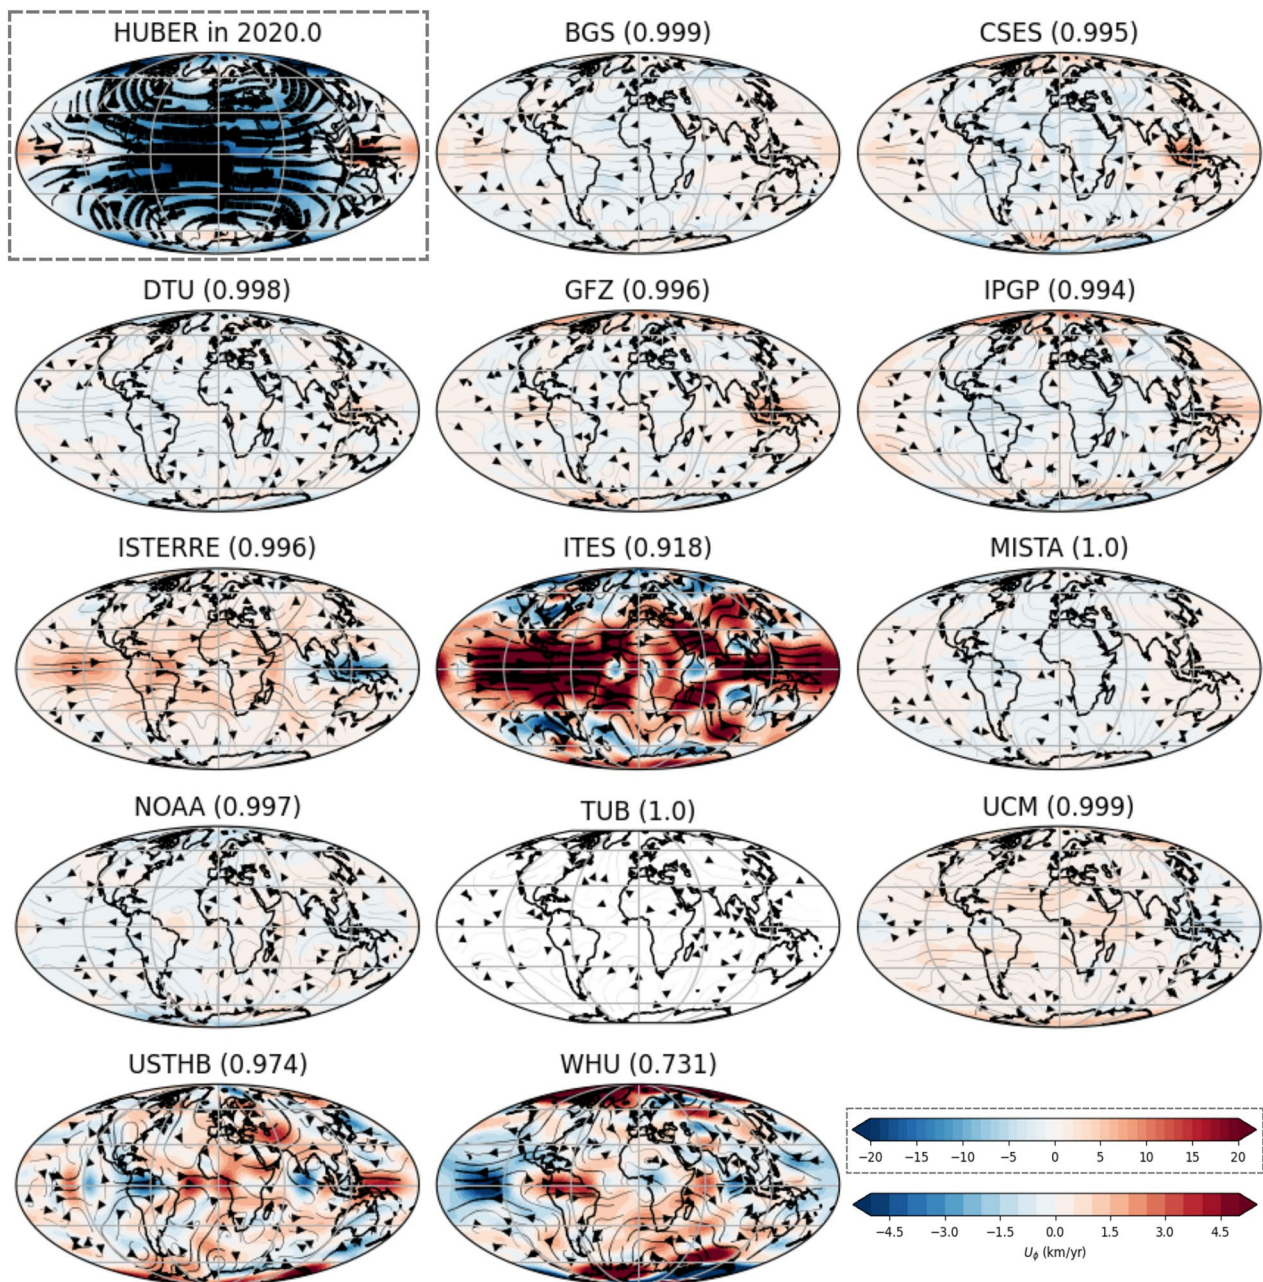 HUBER in 2020.0
BGS (0.999)
CSES (0.995)
DTU (0.998)
GFZ (0.996)
IPGP (0.994)
ISTERRE (0.996)
ITES (0.918)
MISTA (1.0)
NOAA (0.997)
TUB (1.0)
UCM (0.999)
USTHB (0.974)
WHU (0.731)
−20 −15 −10 −5 0 5 10 15 20
−4.5 −3.0 −1.5 0.0 1.5 3.0 4.5
Uϕ (km/yr)